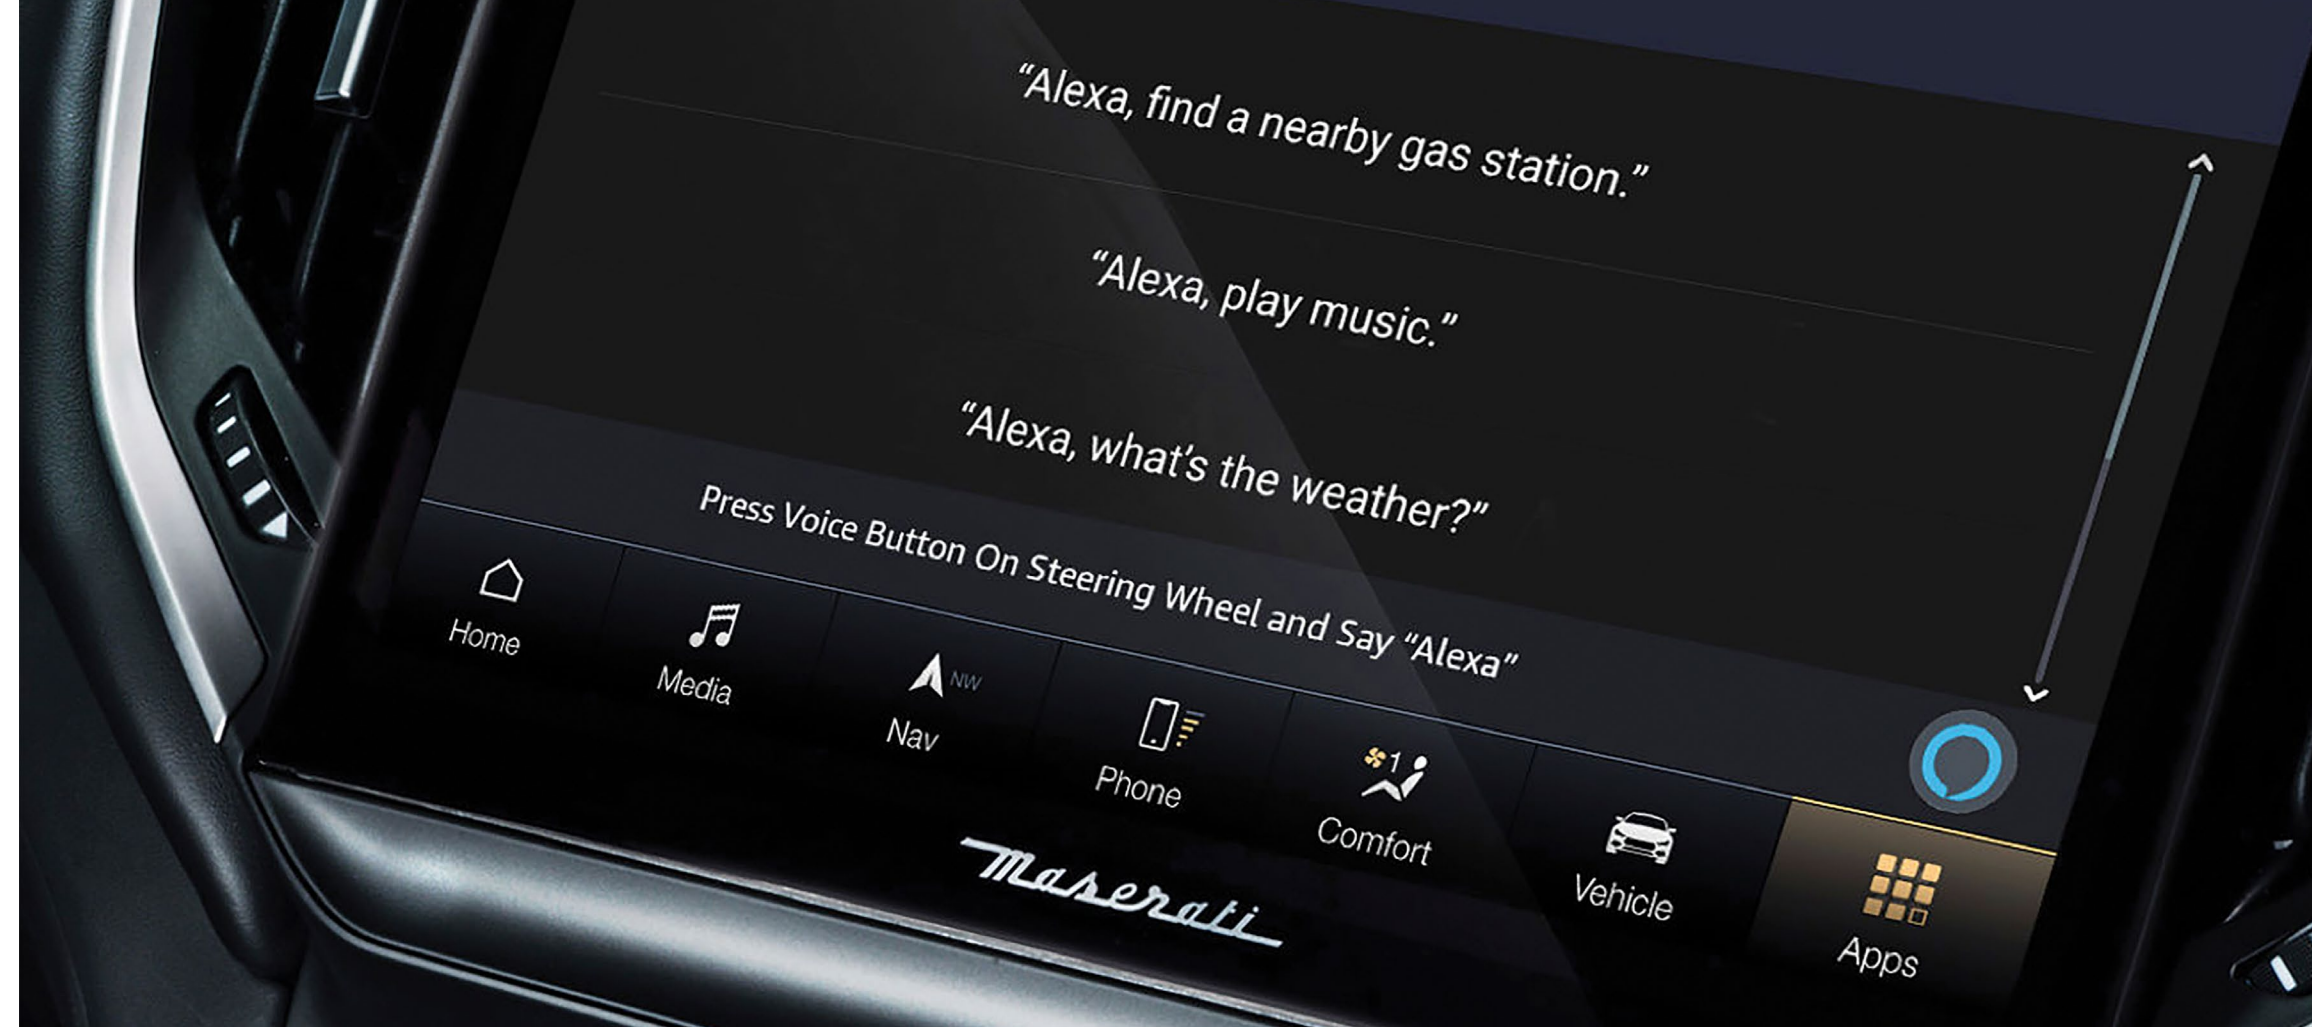 “Alexa, find a nearby gas station.”
“Alexa, play music.”
“Alexa, what’s the weather?”
Press Voice Button On Steering Wheel and Say “Alexa”
Home
Media
NW
Nav
Phone
1
Comfort
Vehicle
Apps
Maserati